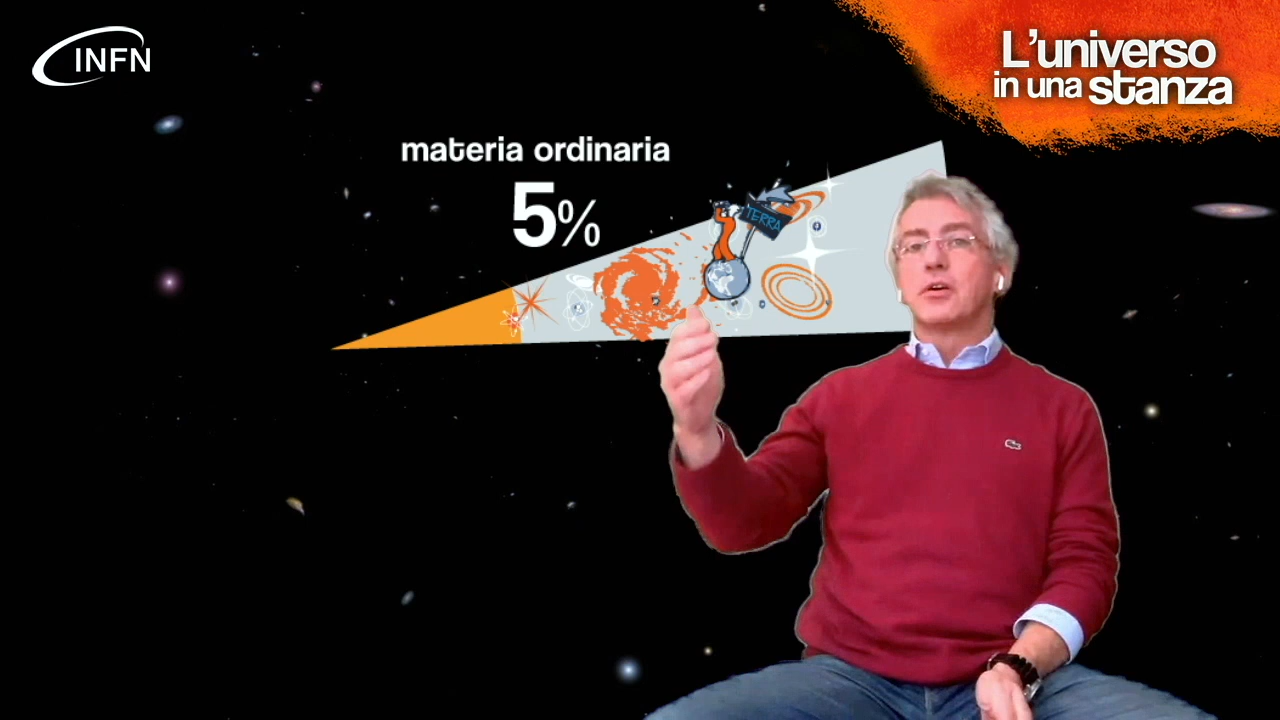 INFN
L'universo
in una stanza
materia ordinaria
5%
TERRA